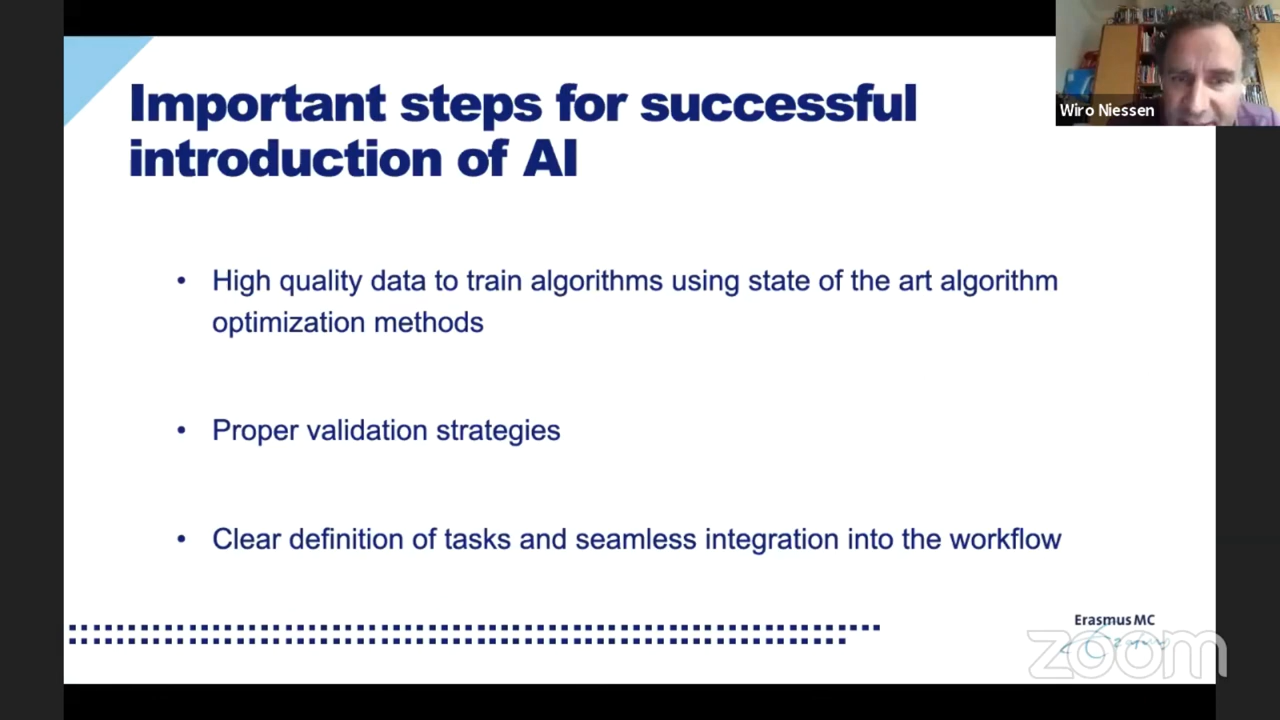 Important steps for successful
introduction of AI
Wiro Niessen
• High quality data to train algorithms using state of the art algorithm
optimization methods
• Proper validation strategies
• Clear definition of tasks and seamless integration into the workflow
Erasmus MC
zoom